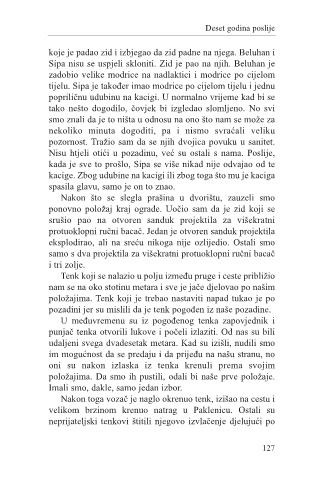 Deset godina poslije
koje je padao zid i izbjegao da zid padne na njega. Beluhan i
Sipa nisu se uspjeli skloniti. Zid je pao na njih. Beluhan je
zadobio velike modrice na nadlaktici i modrice po cijelom
tijelu. Sipa je također imao modrice po cijelom tijelu i jednu
popriličnu udubinu na kacigi. U normalno vrijeme kad bi se
tako nešto dogodilo, čovjek bi izgledao slomljeno. No svi
smo znali da je to ništa u odnosu na ono što nam se može za
nekoliko minuta dogoditi, pa i nismo svraćali veliku
pozornost. Tražio sam da se njih dvojica povuku u sanitet.
Nisu htjeli otići u pozadinu, već su ostali s nama. Poslije,
kada je sve to prošlo, Sipa se više nikad nije odvajao od te
kacige. Zbog udubine na kacigi ili zbog toga što mu je kaciga
spasila glavu, samo je on to znao.
Nakon što se slegla prašina u dvorištu, zauzeli smo
ponovno položaj kraj ograde. Uočio sam da je zid koji se
srušio pao na otvoren sanduk projektila za višekratni
protuoklopni ručni bacač. Jedan je otvoren sanduk projektila
eksplodirao, ali na sreću nikoga nije ozlijedio. Ostali smo
samo s dva projektila za višekratni protuoklopni ručni bacač
i tri zolje.
Tenk koji se nalazio u polju između pruge i ceste približio
nam se na oko stotinu metara i sve je jače djelovao po našim
položajima. Tenk koji je trebao nastaviti napad tukao je po
pozadini jer su mislili da je tenk pogođen iz naše pozadine.
U međuvremenu su iz pogođenog tenka zapovjednik i
punjač tenka otvorili lukove i počeli izlaziti. Od nas su bili
udaljeni svega dvadesetak metara. Kad su izišli, nudili smo
im mogućnost da se predaju i da prijeđu na našu stranu, no
oni su nakon izlaska iz tenka krenuli prema svojim
položajima. Da smo ih pustili, odali bi naše prve položaje.
Imali smo, dakle, samo jedan izbor.
Nakon toga vozač je naglo okrenuo tenk, izišao na cestu i
velikom brzinom krenuo natrag u Paklenicu. Ostali su
neprijateljski tenkovi štitili njegovo izvlačenje djelujući po
127